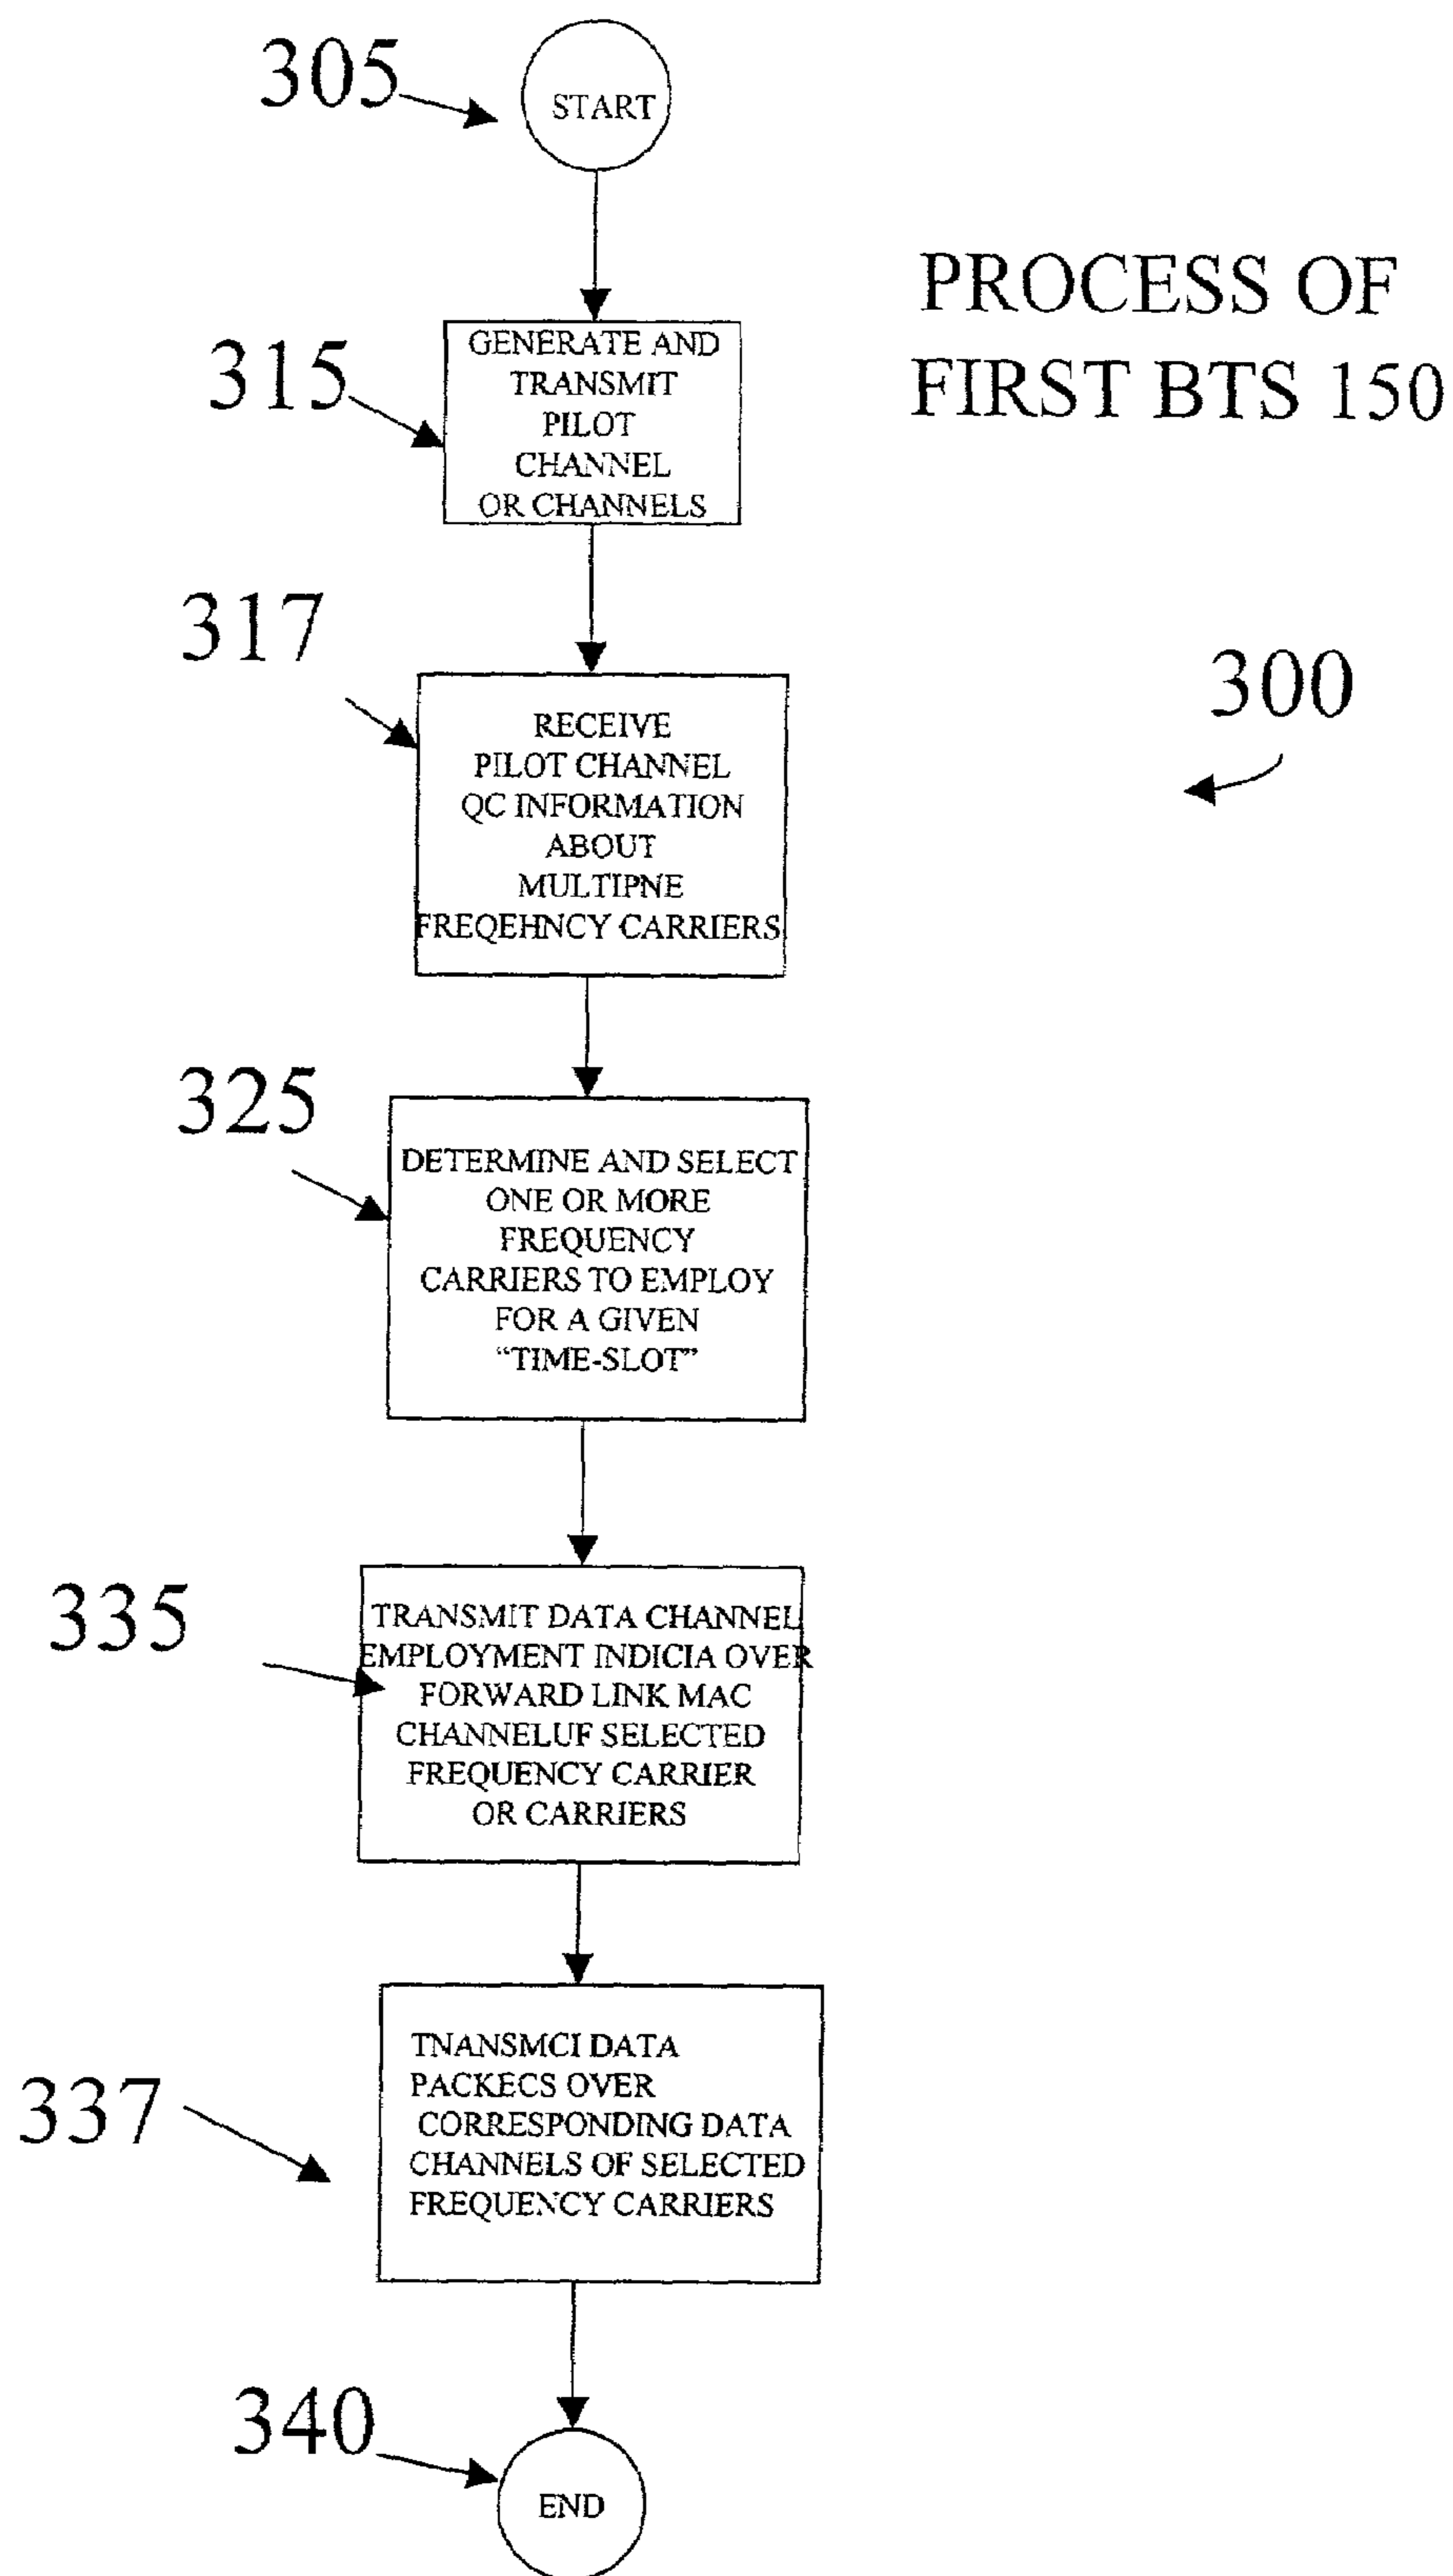 305
START
PROCESS OF
FIRST BTS 150
315
GENERATE AND
TRANSMIT
PILOT
CHANNEL
OR CHANNELS
317
RECEIVE
PILOT CHANNEL
QC INFORMATION
ABOUT
MULTIPNE
FREQEHNCY CARRIERS
300
325
DETERMINE AND SELECT
ONE OR MORE
FREQUENCY
CARRIERS TO EMPLOY
FOR A GIVEN
“TIME-SLOT”
335
TRANSMIT DATA CHANNEL
EMPLOYMENT INDICIA OVER
FORWARD LINK MAC
CHANNELUF SELECTED
FREQUENCY CARRIER
OR CARRIERS
337
TNANSMCI DATA
PACKECS OVER
CORRESPONDING DATA
CHANNELS OF SELECTED
FREQUENCY CARRIERS
340
END